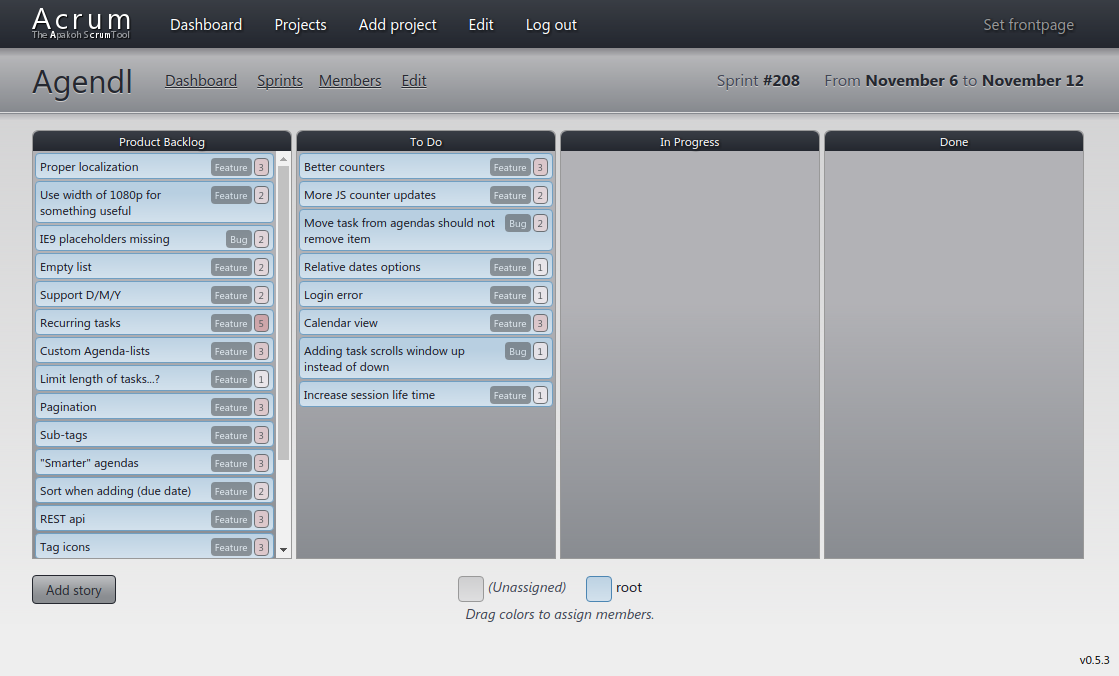 Acrum
The Apakoh ScrumTool
Dashboard Projects Add project Edit Log out Set frontpage
Agendl Dashboard Sprints Members Edit Sprint #208 From November 6 to November 12
Product Backlog
Proper localization Feature 3
Use width of 1080p for Feature 2
something useful
IE9 placeholders missing Bug 2
Empty list Feature 2
Support D/M/Y Feature 2
Recurring tasks Feature 5
Custom Agenda-lists Feature 3
Limit length of tasks...? Feature 1
Pagination Feature 3
Sub-tags Feature 3
"Smarter" agendas Feature 3
Sort when adding (due date) Feature 2
REST api Feature 3
Tag icons Feature 3
To Do
Better counters Feature 3
More JS counter updates Feature 2
Move task from agendas should not Bug 2
remove item
Relative dates options Feature 1
Login error Feature 1
Calendar view Feature 3
Adding task scrolls window up Bug 1
instead of down
Increase session life time Feature 1
In Progress
Done
Add story
(Unassigned) root
Drag colors to assign members.
v0.5.3